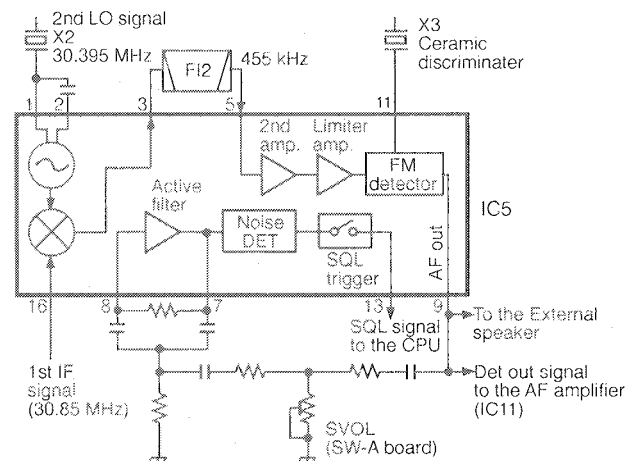 2nd LO signal
X2
30.395 MHz
FI2
455 kHz
X3
Ceramic
discriminater
1
2
3
5
11
2nd
amp.
Limiter
amp.
FM
detector
Active
filter
Noise
DET
SQL
trigger
AF out
IC5
16
8
7
13
9
SQL signal
to the CPU
To the External
speaker
1st IF
signal
(30.85 MHz)
Det out signal
to the AF amplifier
(IC11)
SVOL
(SW-A board)